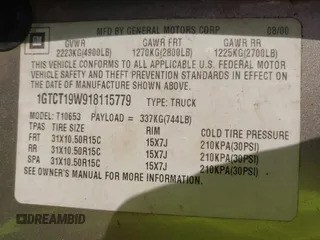 MFD BY GENERAL MOTORS CORP 08/00
GVWR GAWR FRT GAWR RR
2223KG(4900LB) 1270KG(2800LB) 1225KG(2700LB)
THIS VEHICLE CONFORMS TO ALL APPLICABLE U.S. FEDERAL MOTOR
VEHICLE SAFETY STANDARDS IN EFFECT ON THE
DATE OF MANUFACTURE SHOWN ABOVE.
1GTCT19W918115779 TYPE: TRUCK
MODEL: T10653 PAYLOAD = 337KG(744LB)
TPAS TIRE SIZE RIM COLD TIRE PRESSURE
FRT 31X10.50R15C 15X7J 210KPA(30PSI)
RR 31X10.50R15C 15X7J 210KPA(30PSI)
SPA 31X10.50R15C 15X7J 210KPA(30PSI)
SEE OWNER'S MANUAL FOR MORE INFORMATION.
DREAMBID